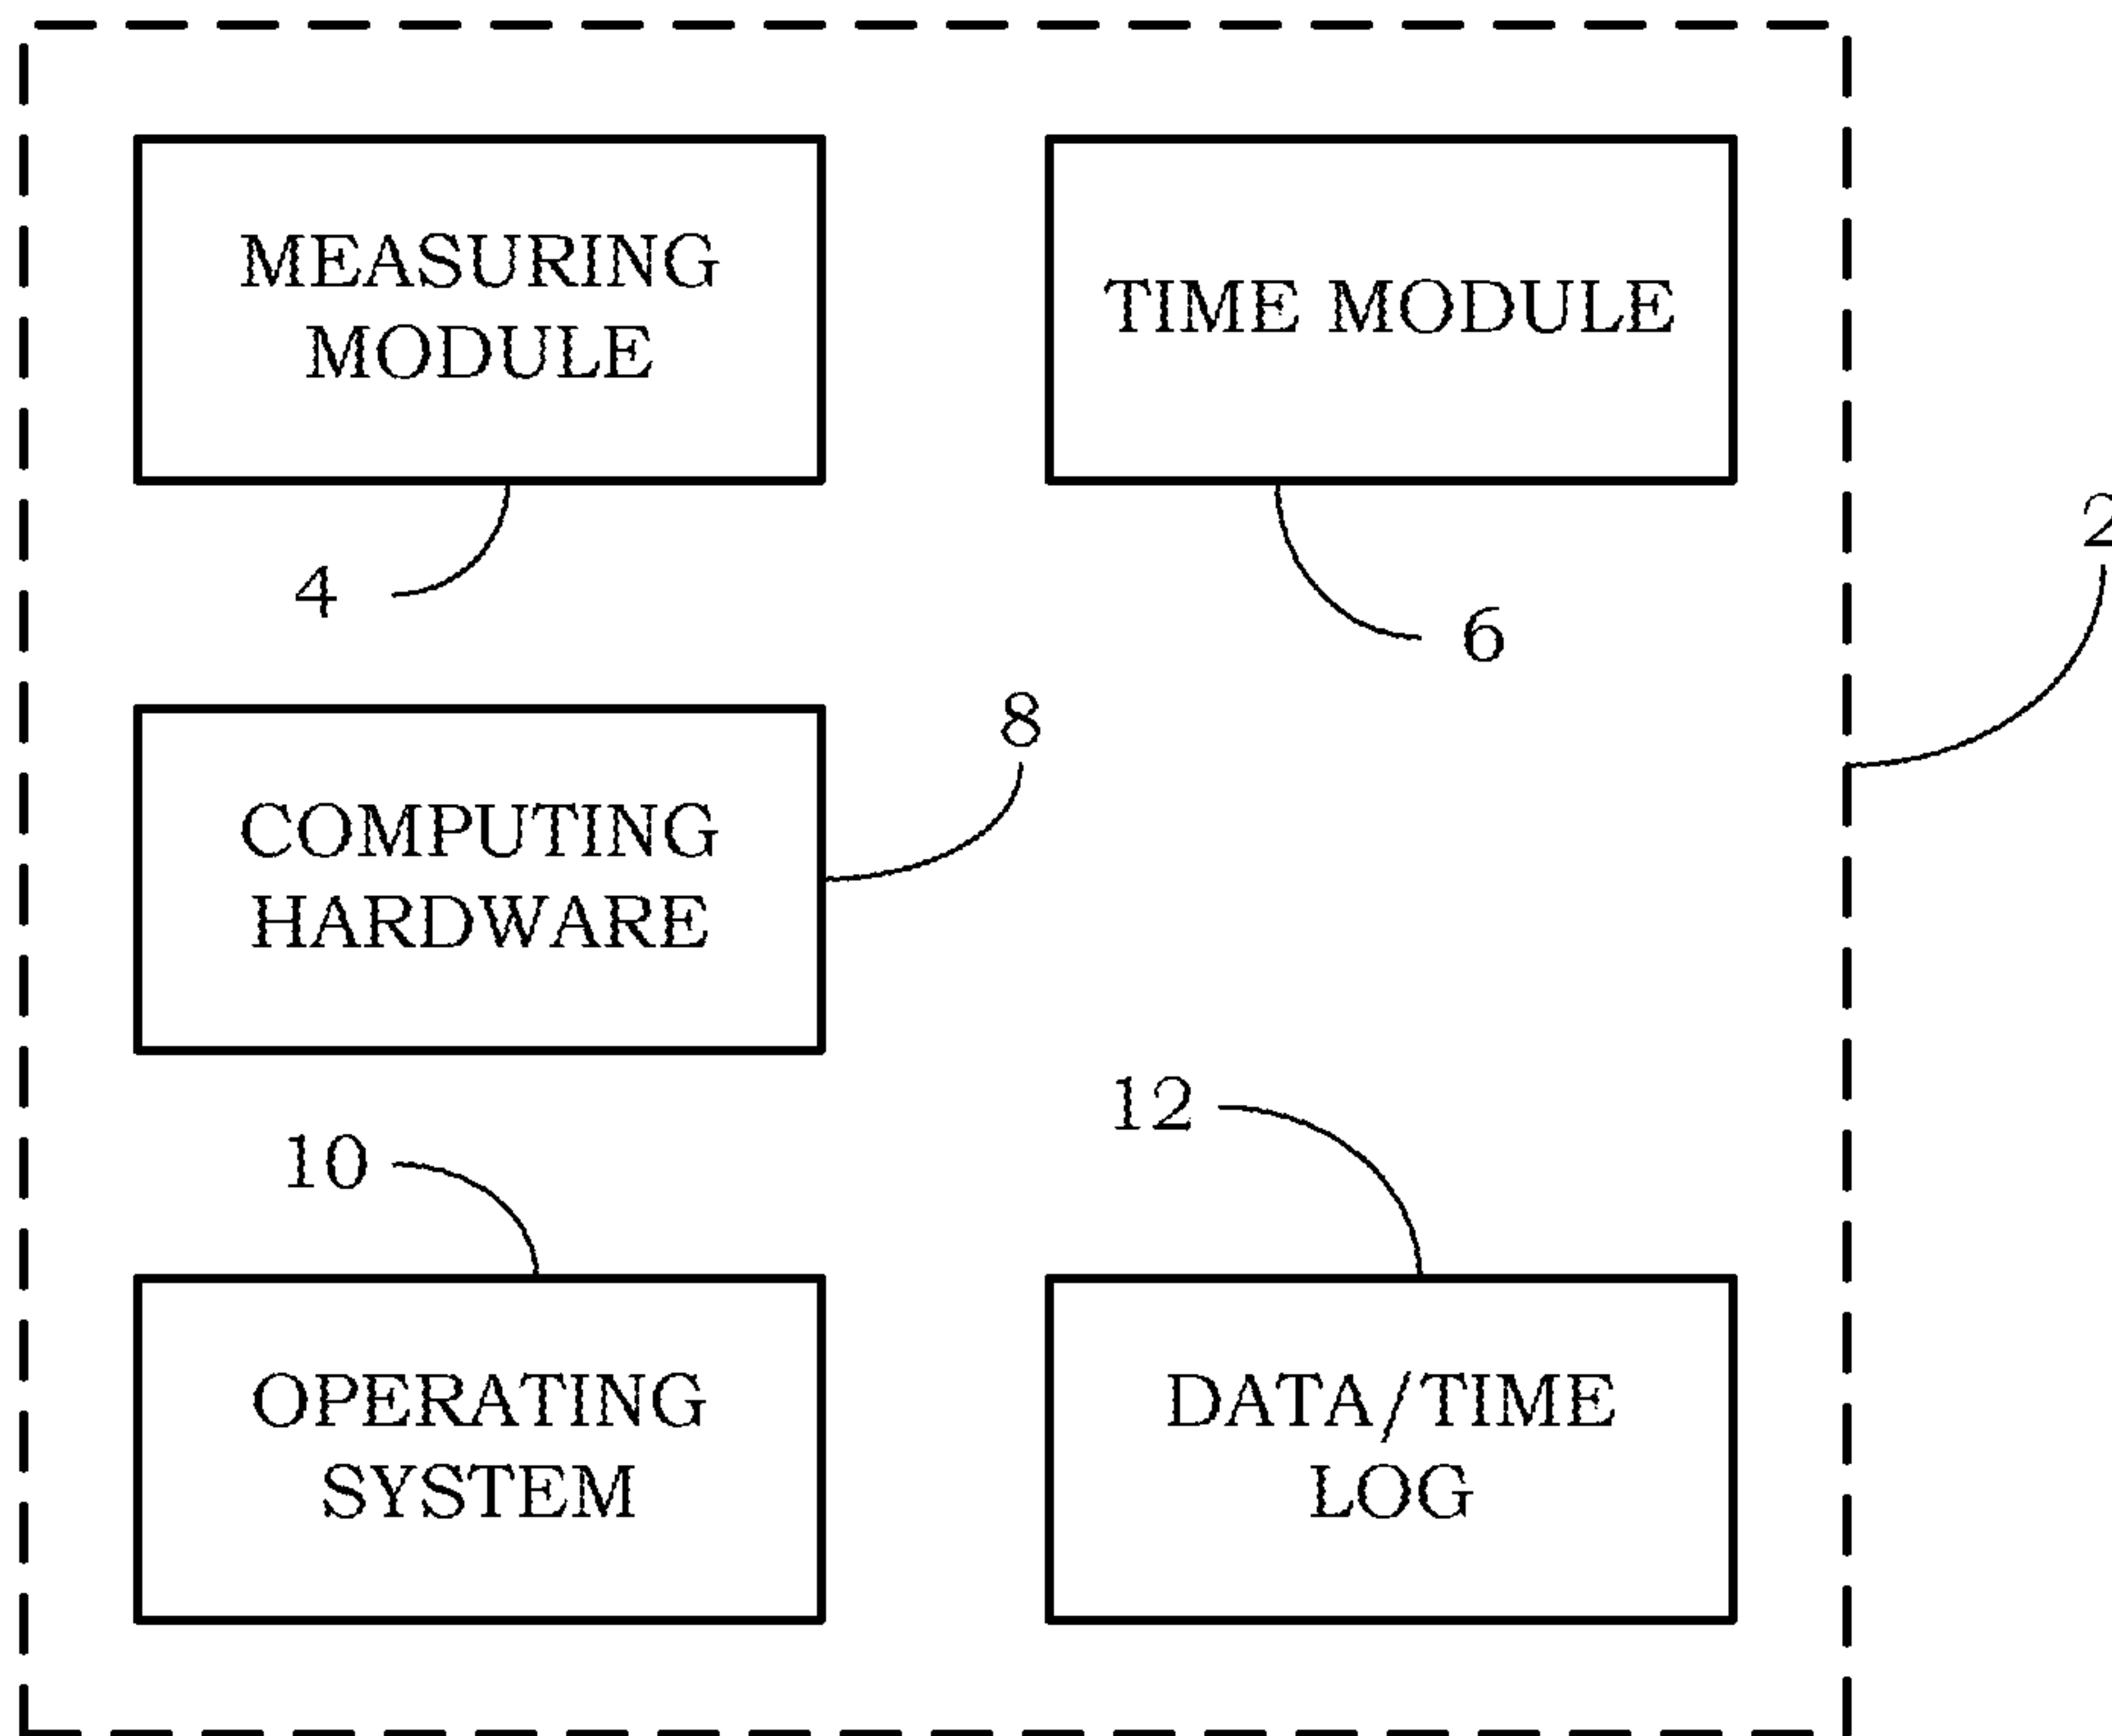 MEASURING
MODULE
TIME MODULE
4
6
2
8
COMPUTING
HARDWARE
10
12
OPERATING
SYSTEM
DATA/TIME
LOG